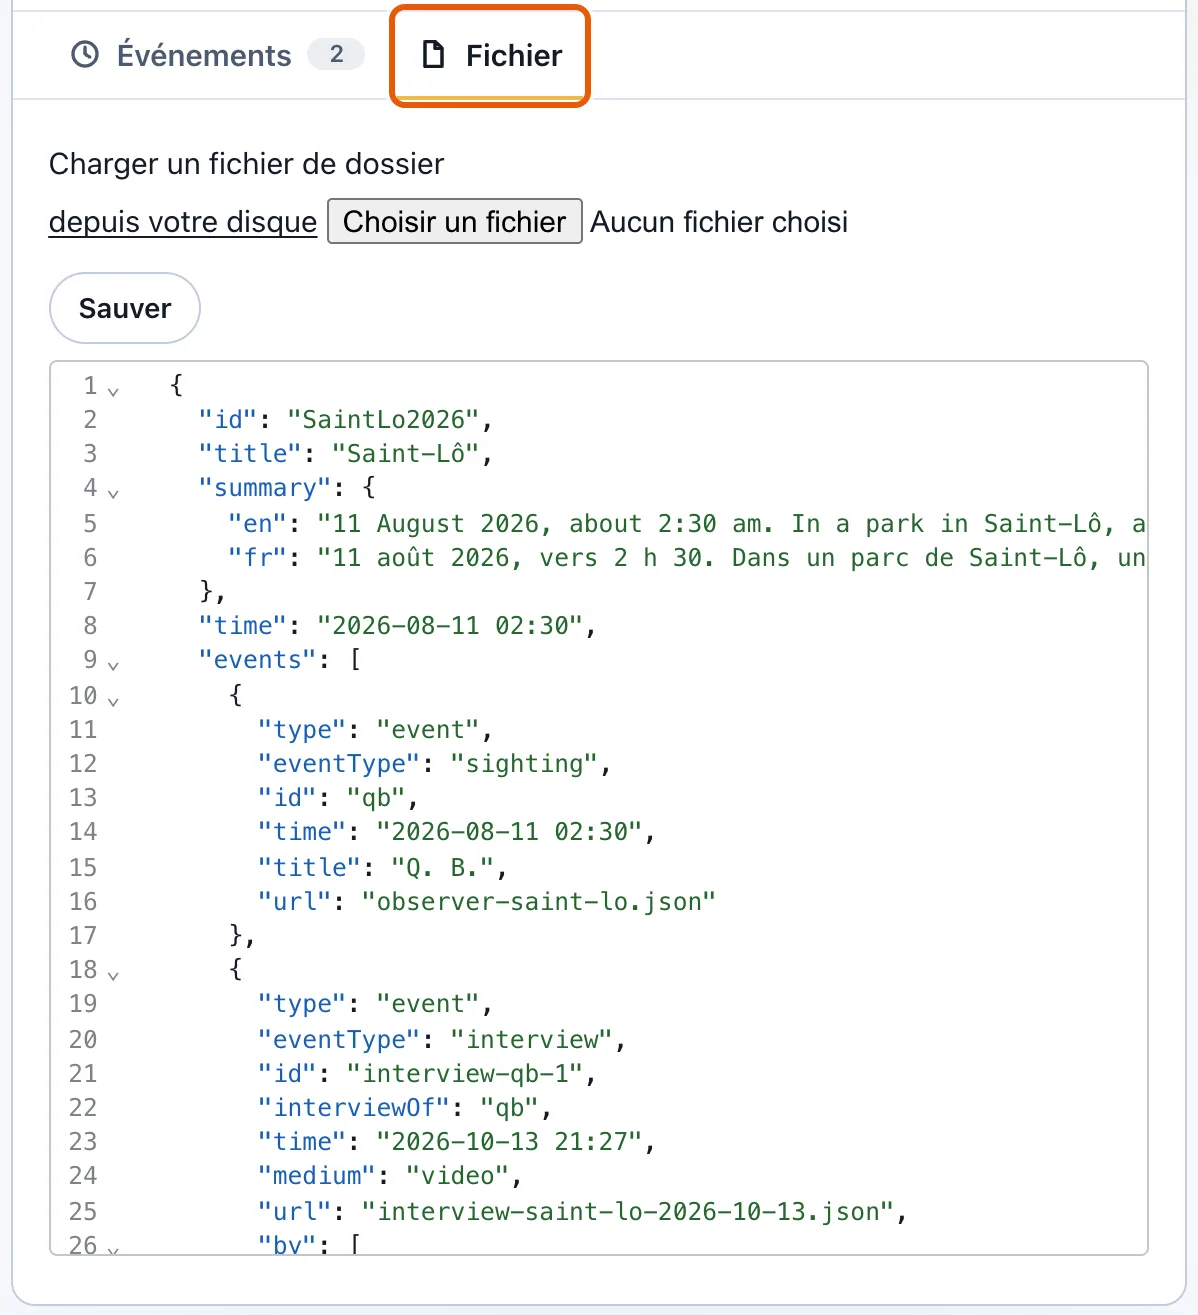 Événements 2 Fichier
Charger un fichier de dossier
depuis votre disque Choisir un fichier Aucun fichier choisi
Sauver
1 {
2 "id": "SaintLo2026",
3 "title": "Saint-Lô",
4 "summary": {
5 "en": "11 August 2026, about 2:30 am. In a park in Saint-Lô, a
6 "fr": "11 août 2026, vers 2 h 30. Dans un parc de Saint-Lô, un
7 },
8 "time": "2026-08-11 02:30",
9 "events": [
10 {
11 "type": "event",
12 "eventType": "sighting",
13 "id": "qb",
14 "time": "2026-08-11 02:30",
15 "title": "Q. B.",
16 "url": "observer-saint-lo.json"
17 },
18 {
19 "type": "event",
20 "eventType": "interview",
21 "id": "interview-qb-1",
22 "interviewOf": "qb",
23 "time": "2026-10-13 21:27",
24 "medium": "video",
25 "url": "interview-saint-lo-2026-10-13.json",
26 "by": [